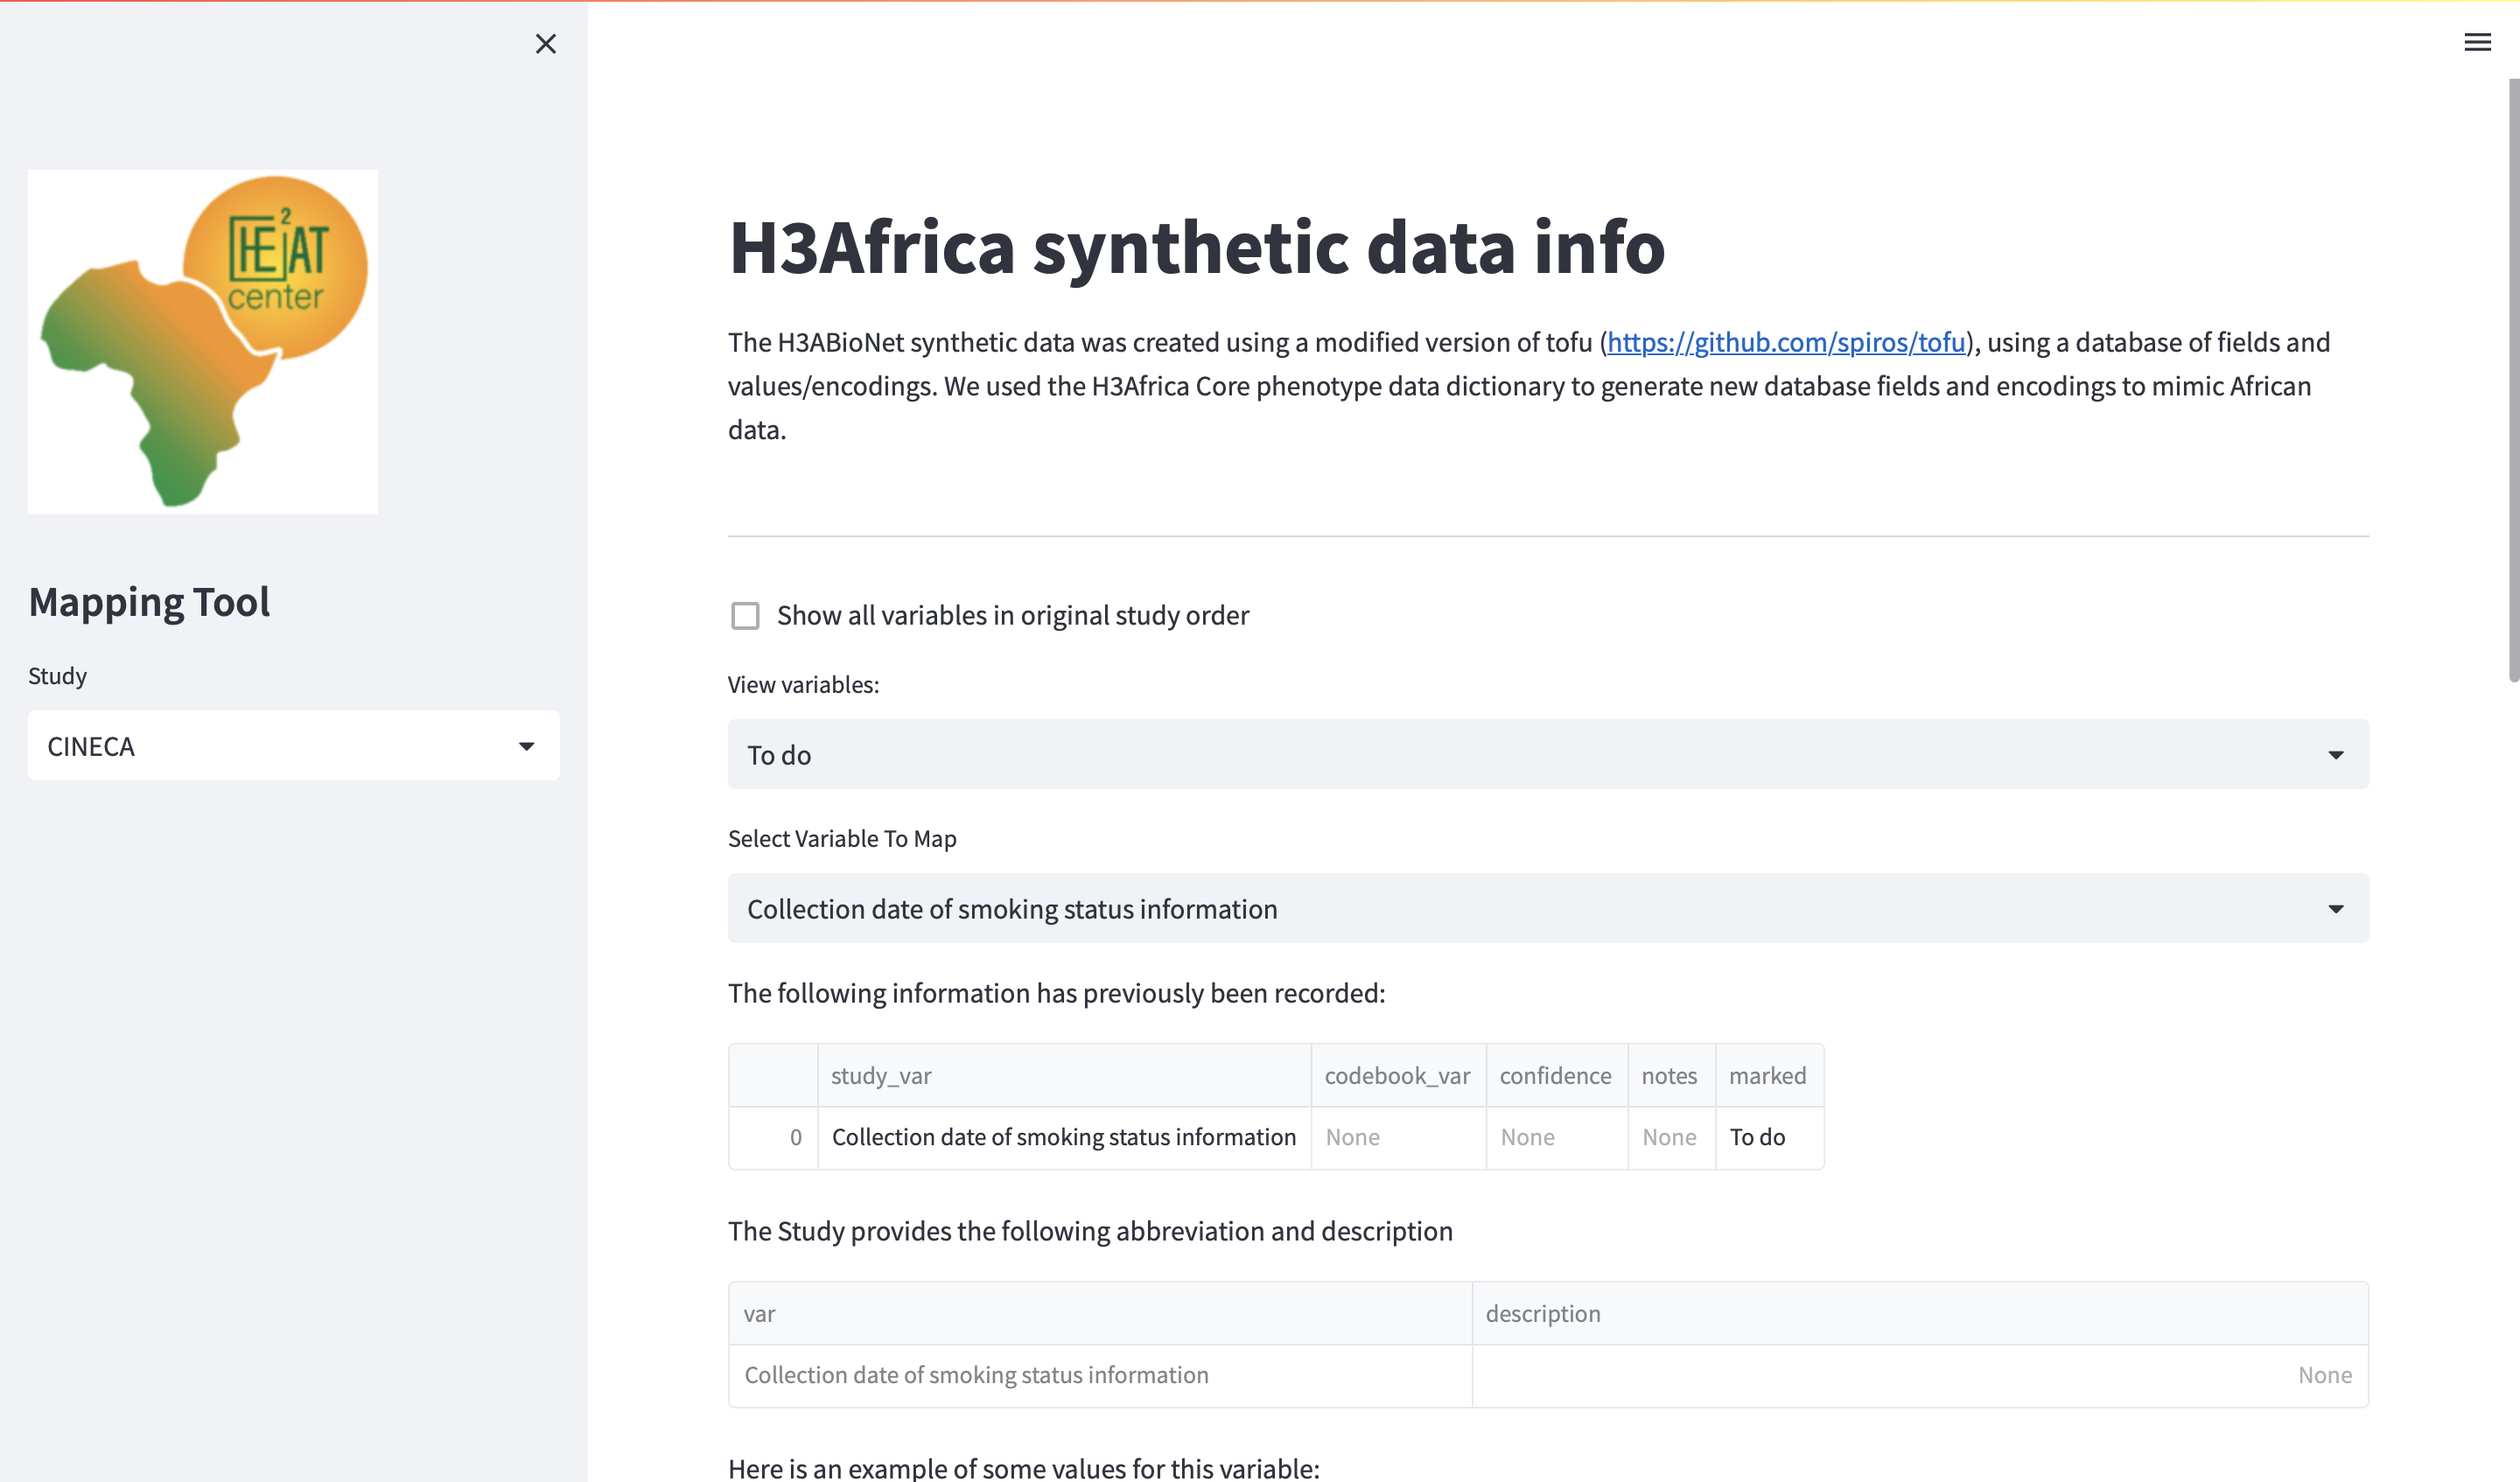 HE²AT
center
Mapping Tool
Study
CINECA
H3Africa synthetic data info
The H3ABioNet synthetic data was created using a modified version of tofu (https://github.com/spiros/tofu), using a database of fields and
values/encodings. We used the H3Africa Core phenotype data dictionary to generate new database fields and encodings to mimic African
data.
Show all variables in original study order
View variables:
To do
Select Variable To Map
Collection date of smoking status information
The following information has previously been recorded:
study_var codebook_var confidence notes marked
0 Collection date of smoking status information None None None To do
The Study provides the following abbreviation and description
var description
Collection date of smoking status information None
Here is an example of some values for this variable: